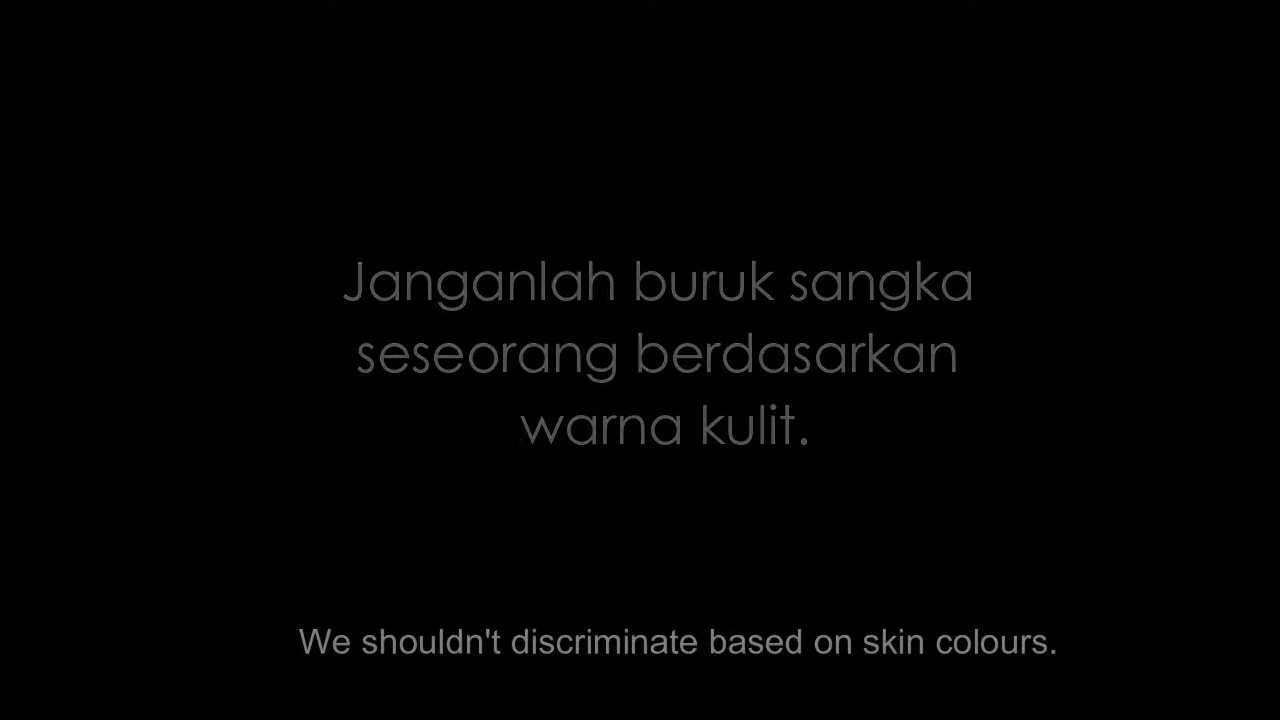 Janganlah buruk sangka
seseorang berdasarkan
warna kulit.
We shouldn't discriminate based on skin colours.